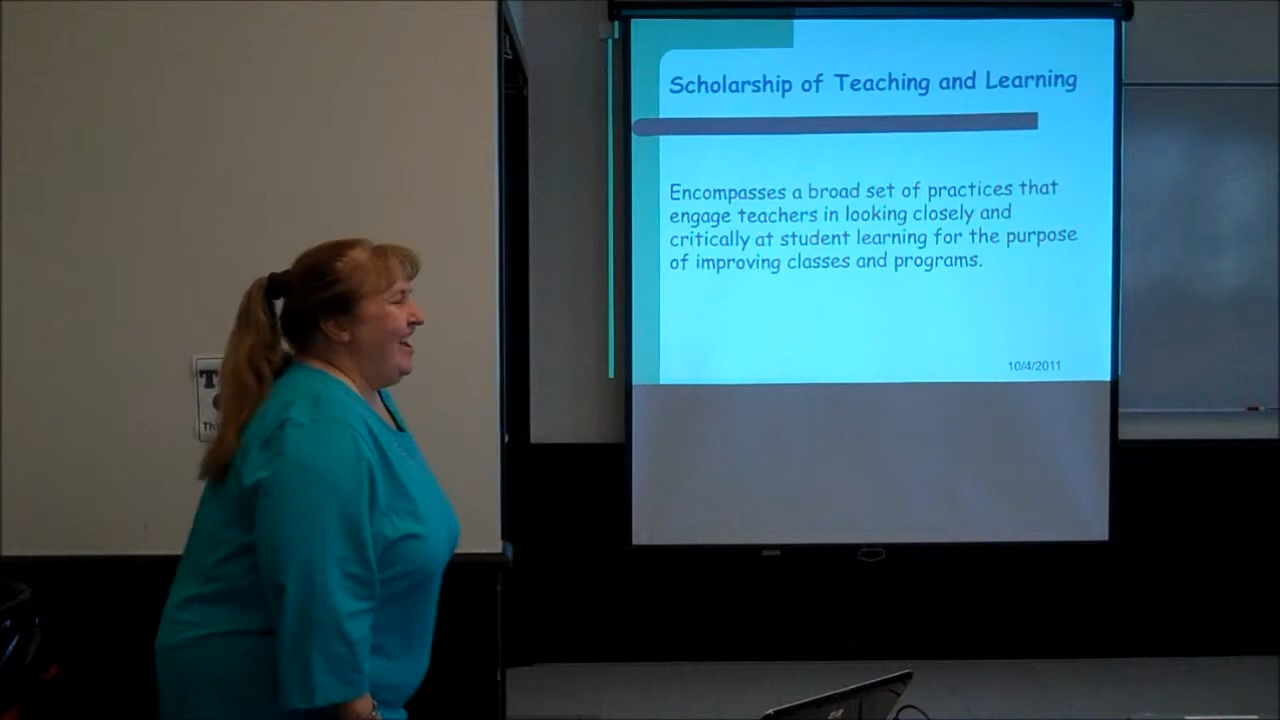 Scholarship of Teaching and Learning
Encompasses a broad set of practices that
engage teachers in looking closely and
critically at student learning for the purpose
of improving classes and programs.
10/4/2011